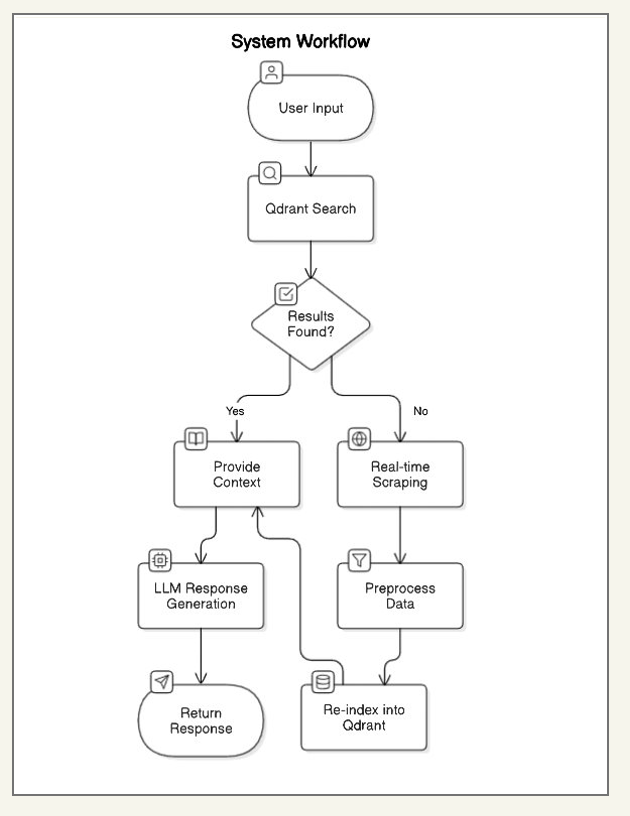 System Workflow
User Input
Qdrant Search
Results
Found?
Yes
No
Provide
Context
Real-time
Scraping
LLM Response
Generation
Preprocess
Data
Return
Response
Re-index into
Qdrant